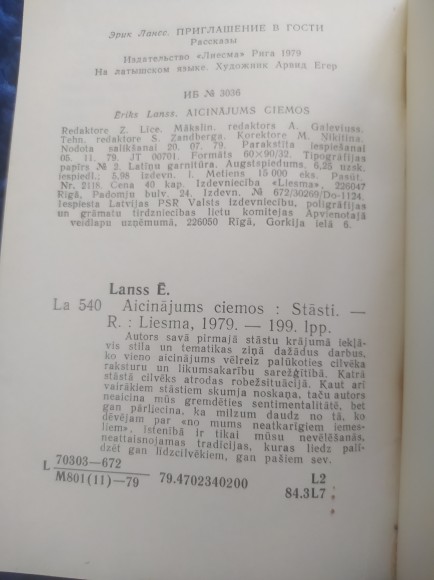 Эрик Лансс. ПРИГЛАШЕНИЕ В ГОСТИ
Рассказы
Издательство «Лиесма» Рига 1979
На латышском языке. Художник Арвид Егер
ИБ № 3036
Ēriks Lanss. AICINĀJUMS CIEMOS
Redaktore Z. Līce. Mākslin. redaktors A. Galeviuss.
Tehn. redaktore S. Zandberga. Korektore M. Nikitina.
Nodota salikšanai 20. 07. 79. Parakstīta iespiešanai
05. 11. 79. JT 00701. Formāts 60×90/32. Tipogrāfijas
papīrs № 2. Latīņu garnitūra. Augstspiedums. 6,25 uzsk.
iespiedl.; 5,98 izdevn. l. Metiens 15 000 eks. Pasūt.
Nr. 2118. Cena 40 kap. Izdevniecība «Liesma», 226047
Rīgā, Padomju bulv. 24. Izdevn. № 672/30269/Do-1124.
Iespiesta Latvijas PSR Valsts izdevniecību, poligrāfijas
un grāmatu tirdzniecības lietu komitejas Apvienotajā
veidlapu uzņēmumā, 226050 Rīgā, Gorkija ielā 6.
Lanss Ē.
La 540 Aicinājums ciemos : Stāsti. —
R. : Liesma, 1979. — 199. lpp.
Autors savā pirmajā stāstu krājumā iekļā-
vis stila un tematikas ziņā dažādus darbus,
ko vieno aicinājums vēlreiz palūkoties cilvēka
raksturu un likumsakarību sarežģītībā. Katrā
stāstā cilvēks atrodas robežsituācijā. Kaut arī
vairākiem stāstiem skumja noskaņa, taču autors
neaicina mūs gremdēties sentimentalitātē, bet
gan pārliecina, ka milzum daudz no tā, ko
dēvējam par «no mums neatkarīgiem iemes-
liem», īstenībā ir tikai mūsu nevēlēšanās,
neattaisnojamas tradīcijas, kuras liedz palī-
dzēt gan līdzcilvēkiem, gan pašiem sev.
L 70303—672
M801(11)—79 79.4702340200 L2
84.3L7